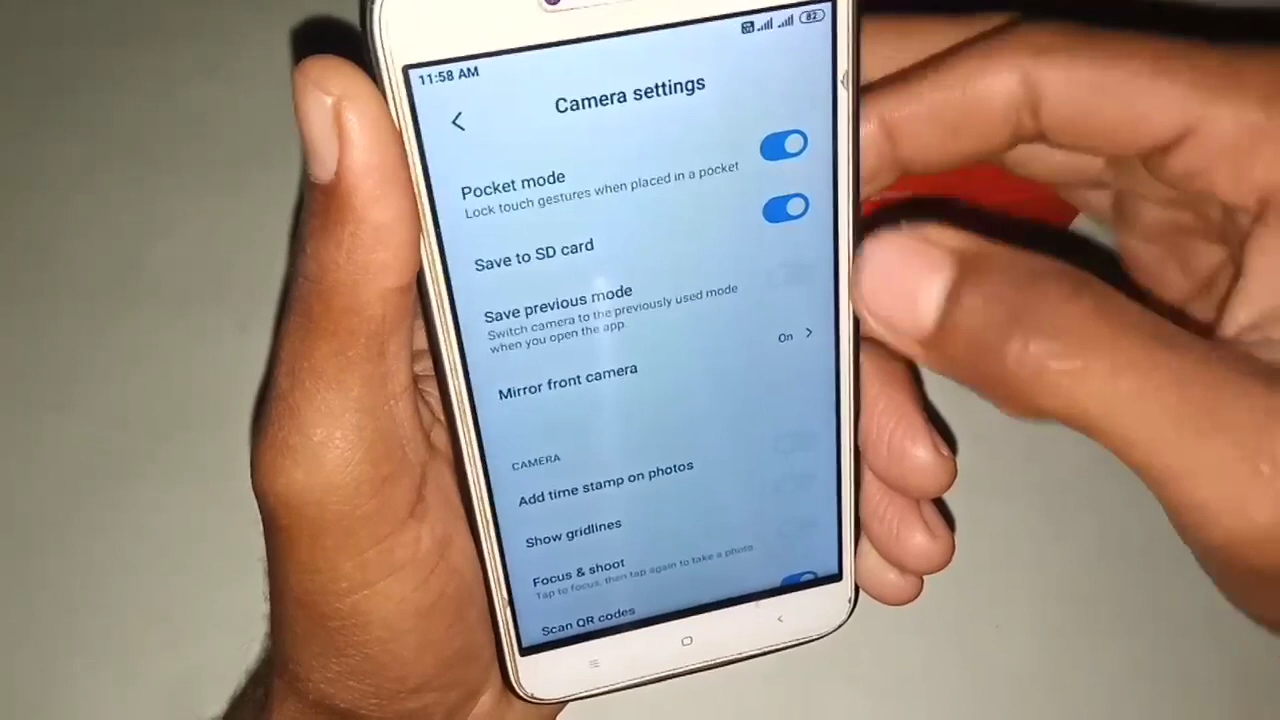 11:58 AM
82
Camera settings
Pocket mode
Lock touch gestures when placed in a pocket
Save to SD card
Save previous mode
Switch camera to the previously used mode
when you open the app.
Mirror front camera
On
CAMERA
Add time stamp on photos
Show gridlines
Focus & shoot
Tap to focus, then tap again to take a photo
Scan QR codes